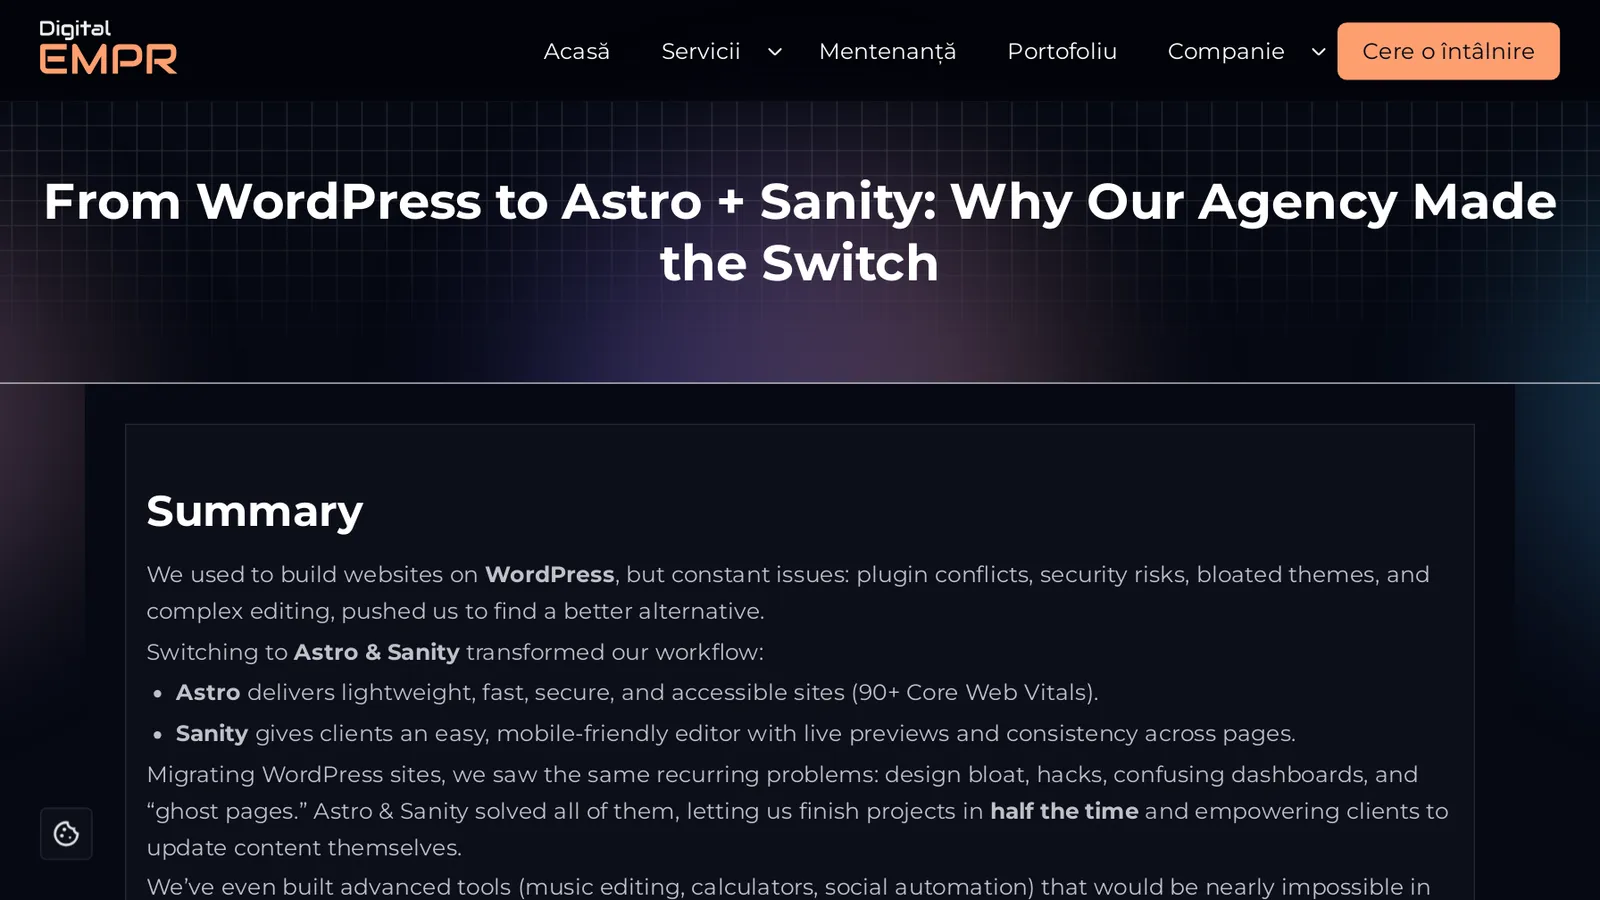 Digital
EMPR
Acasă
Servicii
Mentenanță
Portofoliu
Companie
Cere o întâlnire
From WordPress to Astro + Sanity: Why Our Agency Made
the Switch
Summary
We used to build websites on WordPress, but constant issues: plugin conflicts, security risks, bloated themes, and
complex editing, pushed us to find a better alternative.
Switching to Astro & Sanity transformed our workflow:
• Astro delivers lightweight, fast, secure, and accessible sites (90+ Core Web Vitals).
• Sanity gives clients an easy, mobile-friendly editor with live previews and consistency across pages.
Migrating WordPress sites, we saw the same recurring problems: design bloat, hacks, confusing dashboards, and
“ghost pages.” Astro & Sanity solved all of them, letting us finish projects in half the time and empowering clients to
update content themselves.
We’ve even built advanced tools (music editing, calculators, social automation) that would be nearly impossible in